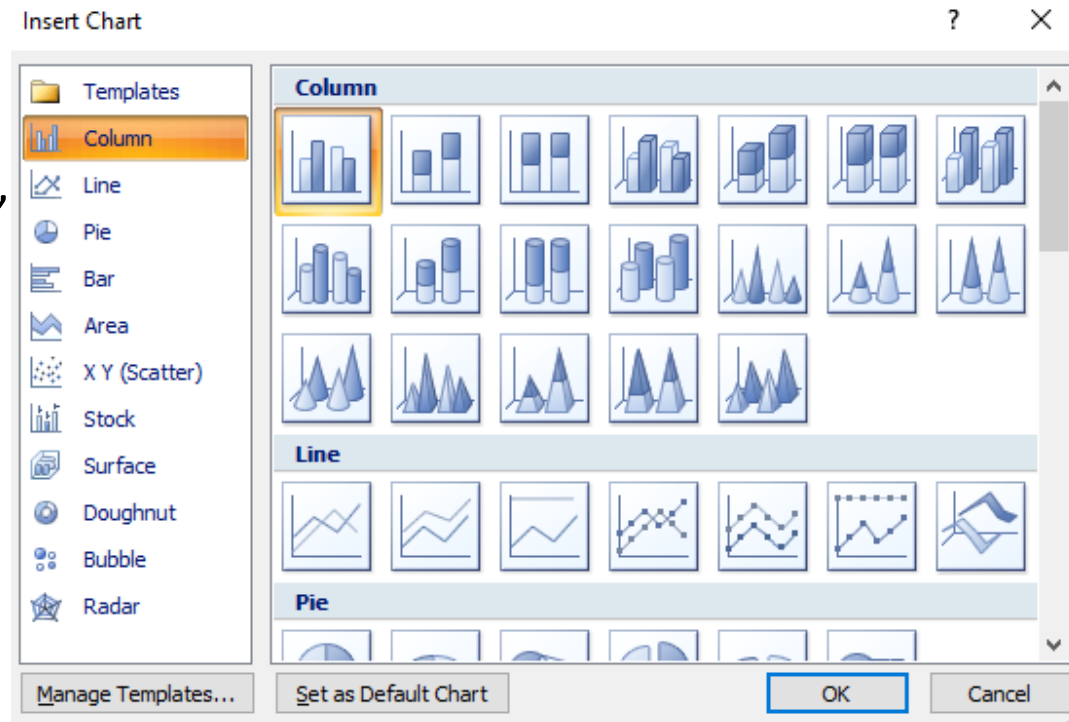 Insert Chart ? X
Templates
Column
Line
Pie
Bar
Area
X Y (Scatter)
Stock
Surface
Doughnut
Bubble
Radar
Column
Line
Pie
Manage Templates...
Set as Default Chart
OK
Cancel
,